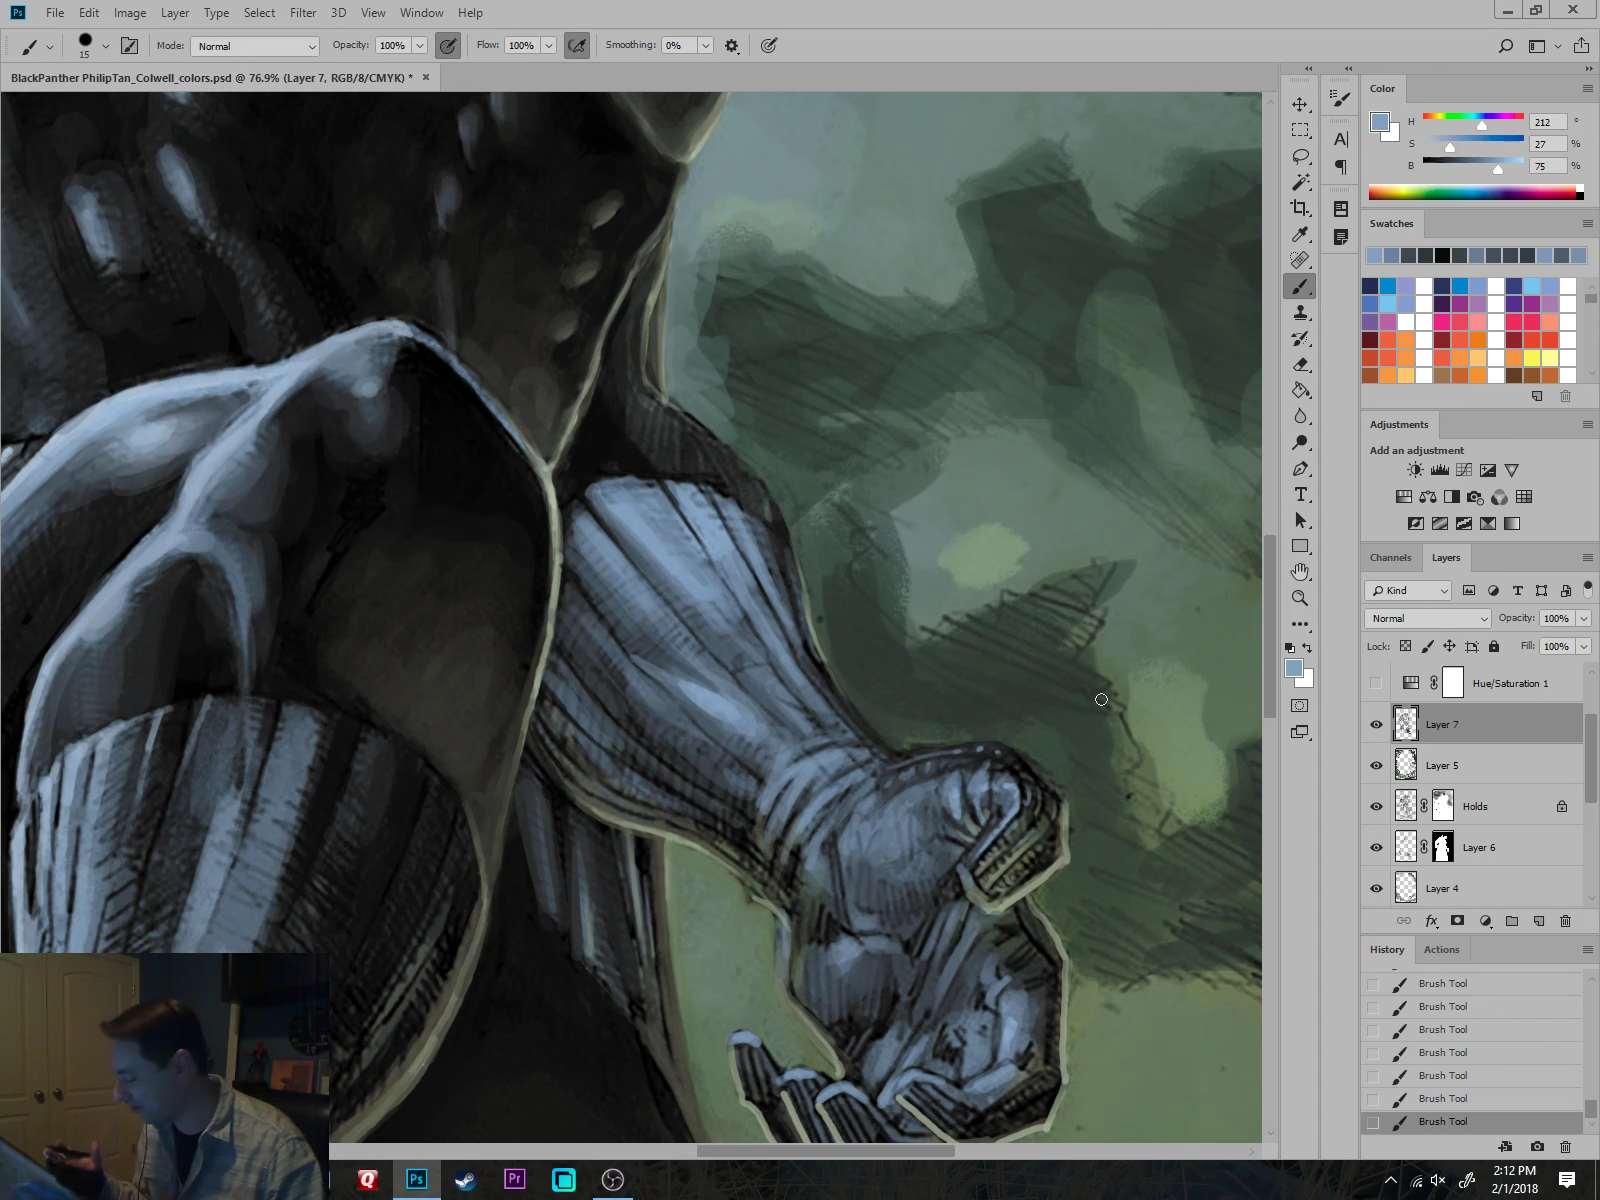 Ps File Edit Image Layer Type Select Filter 3D View Window Help
15 Mode: Normal Opacity: 100% Flow: 100% Smoothing: 0%
BlackPanther PhilipTan_Colwell_colors.psd @ 76.9% (Layer 7, RGB/8/CMYK) * ×
Color
H 212 °
S 27 %
B 75 %
Swatches
Adjustments
Add an adjustment
Channels Layers
Kind
Normal Opacity: 100%
Lock: Fill: 100%
Hue/Saturation 1
Layer 7
Layer 5
Holds
Layer 6
Layer 4
fx
History Actions
Brush Tool
Brush Tool
Brush Tool
Brush Tool
Brush Tool
Brush Tool
Brush Tool
Q Ps Pr
2:12 PM
2/1/2018